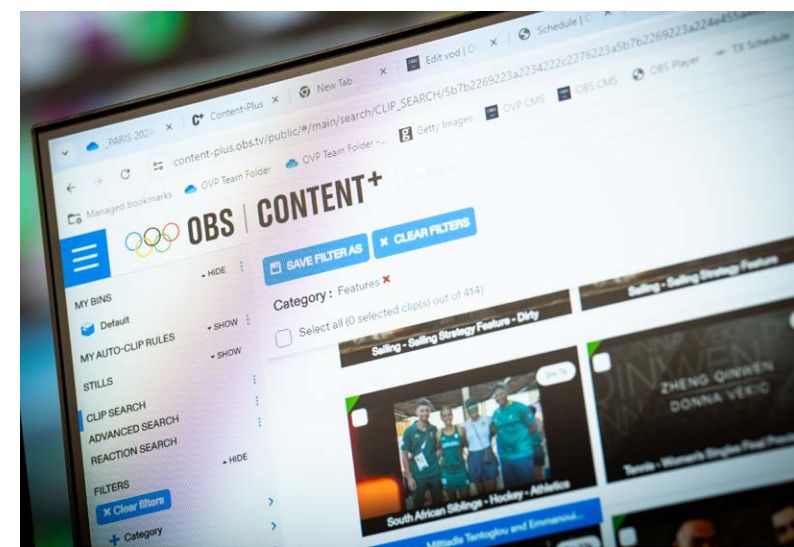 _PARIS 2024
Content-Plus
New Tab
Edit vod | O
Schedule | C
content-plus.obs.tv/public/#/main/search/CLIP_SEARCH/
Managed bookmarks
OVP Team Folder
OVP Team Folder -...
Getty Images
OVP CMS
OBS CMS
OBS Player
TX Schedule
OBS | CONTENT+
MY BINS
HIDE
Default
MY AUTO-CLIP RULES
SHOW
STILLS
SHOW
CLIP SEARCH
ADVANCED SEARCH
REACTION SEARCH
FILTERS
HIDE
× Clear filters
+ Category
SAVE FILTER AS
× CLEAR FILTERS
Category : Features ×
Select all (0 selected clip(s) out of 414)
Sailing - Sailing Strategy Feature - Dirty
Sailing - Sailing Strategy Feature
South African Siblings - Hockey - Athletics
ZHENG QINWEN
DONNA VEKIC
Tennis - Women's Singles Final
Miltiadis Tentoglou and Emmanoui...